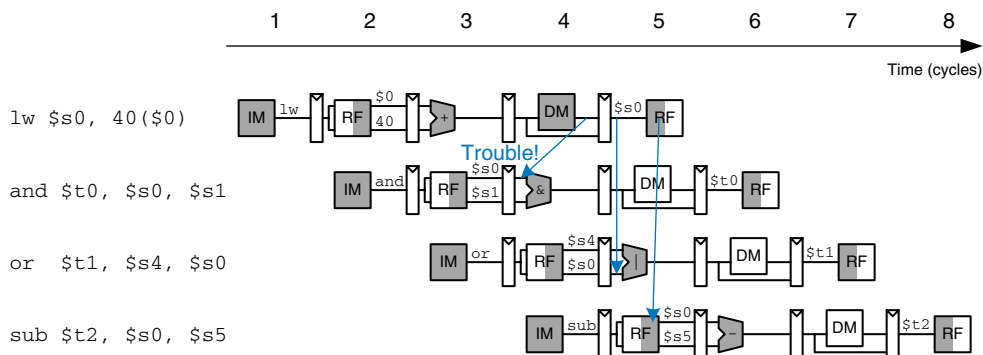 1 2 3 4 5 6 7 8
Time (cycles)
lw $s0, 40($0)
IM lw RF $0 40 + DM $s0 RF
Trouble!
and $t0, $s0, $s1
IM and RF $s0 $s1 & DM $t0 RF
or $t1, $s4, $s0
IM or RF $s4 $s0 | DM $t1 RF
sub $t2, $s0, $s5
IM sub RF $s0 $s5 - DM $t2 RF